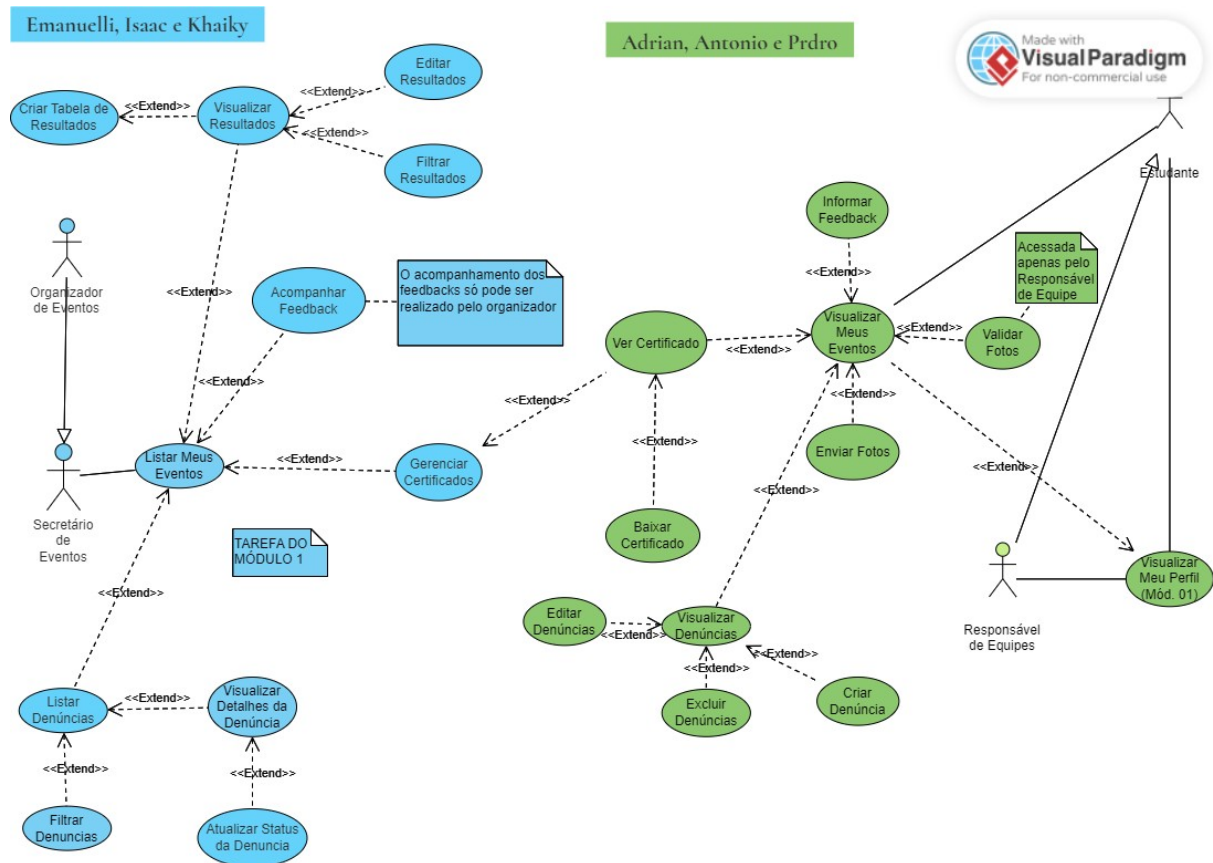 Emanuelli, Isaac e Khaiky
Adrian, Antonio e Prdro
Made with
Visual Paradigm
For non-commercial use
Criar Tabela de
Resultados
<<Extend>>
Visualizar
Resultados
<<Extend>>
Editar
Resultados
<<Extend>>
Filtrar
Resultados
Organizador
de Eventos
<<Extend>>
Acompanhar
Feedback
O acompanhamento dos
feedbacks só pode ser
realizado pelo organizador
<<Extend>>
Secretário
de
Eventos
Listar Meus
Eventos
<<Extend>>
Gerenciar
Certificados
<<Extend>>
TAREFA DO
MÓDULO 1
<<Extend>>
Listar
Denúncias
<<Extend>>
Visualizar
Detalhes da
Denúncia
<<Extend>>
<<Extend>>
Filtrar
Denuncias
Atualizar Status
da Denuncia
Estudante
Informar
Feedback
<<Extend>>
Acessada
apenas pelo
Responsável
de Equipe
Ver Certificado
<<Extend>>
Visualizar
Meus
Eventos
<<Extend>>
Validar
Fotos
<<Extend>>
Enviar Fotos
<<Extend>>
<<Extend>>
<<Extend>>
Baixar
Certificado
Responsável
de Equipes
Visualizar
Meu Perfil
(Mód. 01)
Editar
Denúncias
<<Extend>>
Visualizar
Denúncias
<<Extend>>
<<Extend>>
Excluir
Denúncias
Criar
Denúncia